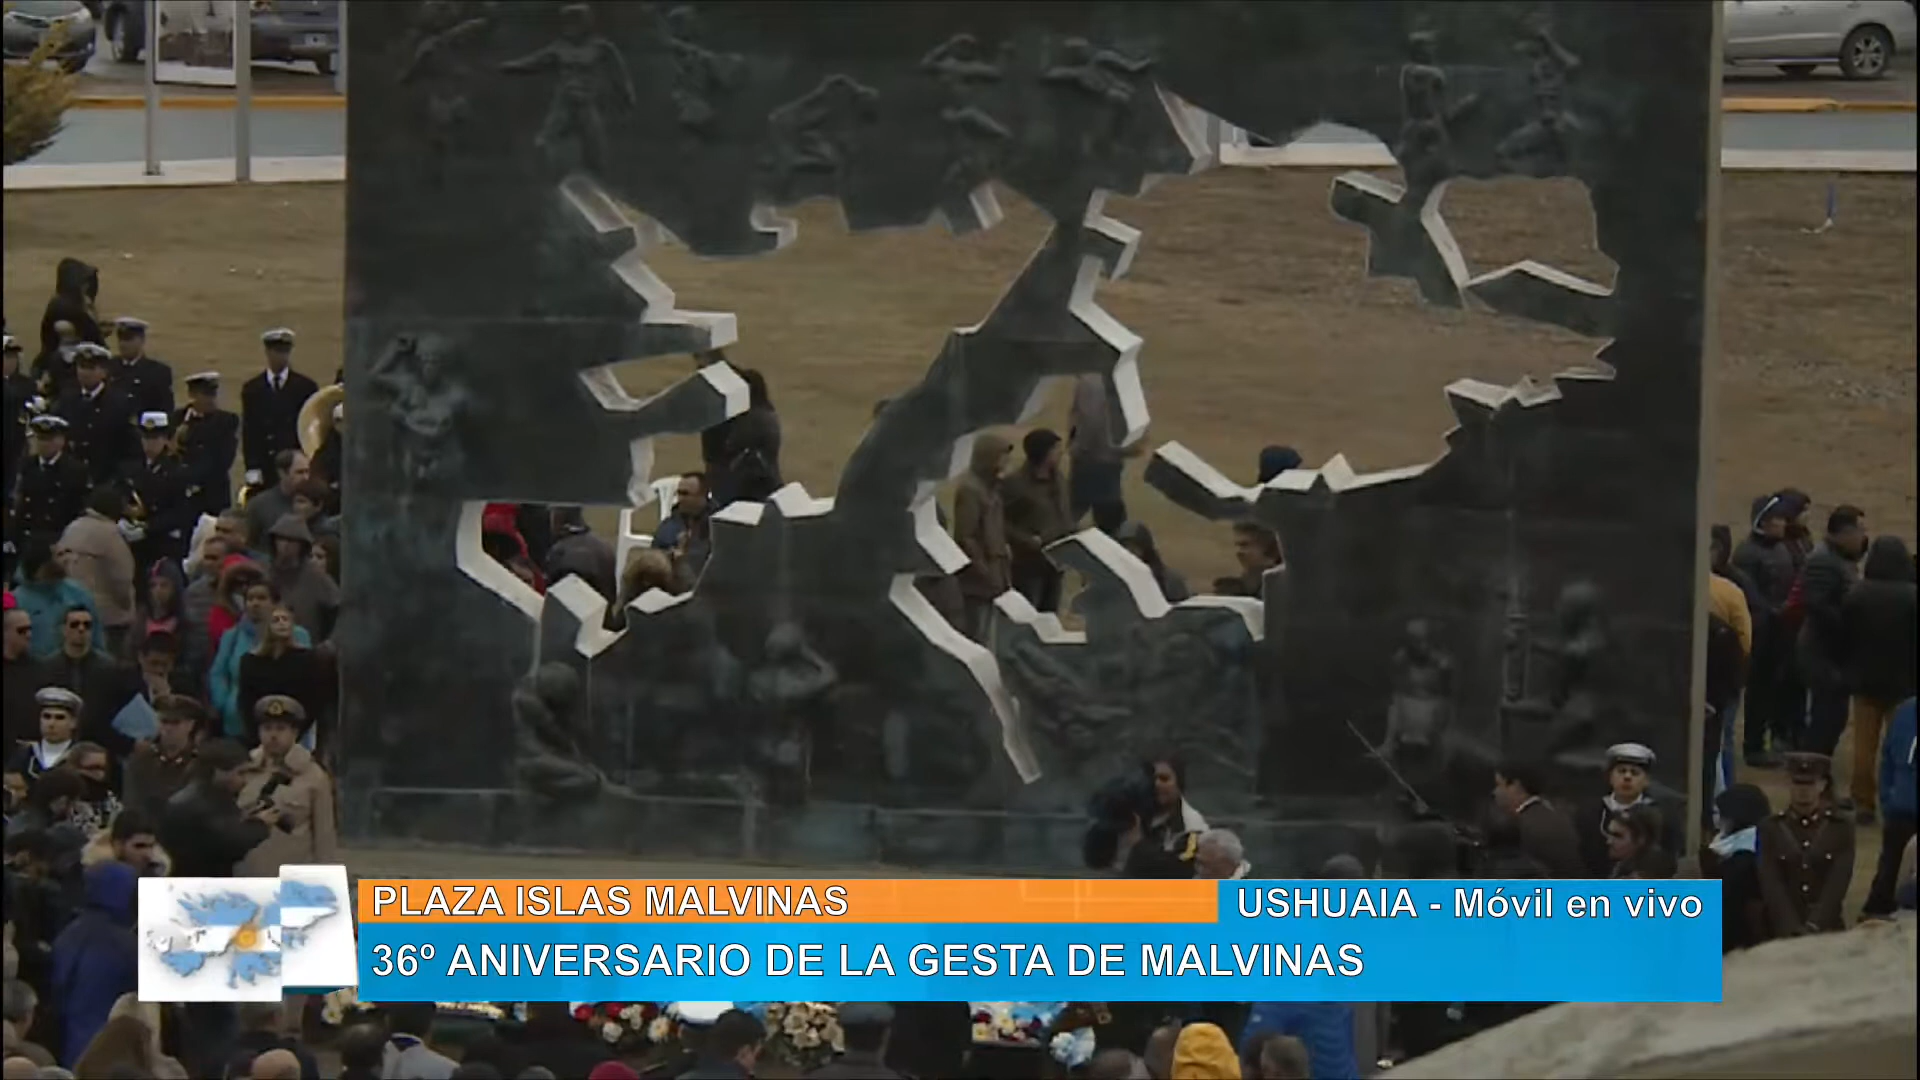 PLAZA ISLAS MALVINAS
USHUAIA - Móvil en vivo
36º ANIVERSARIO DE LA GESTA DE MALVINAS